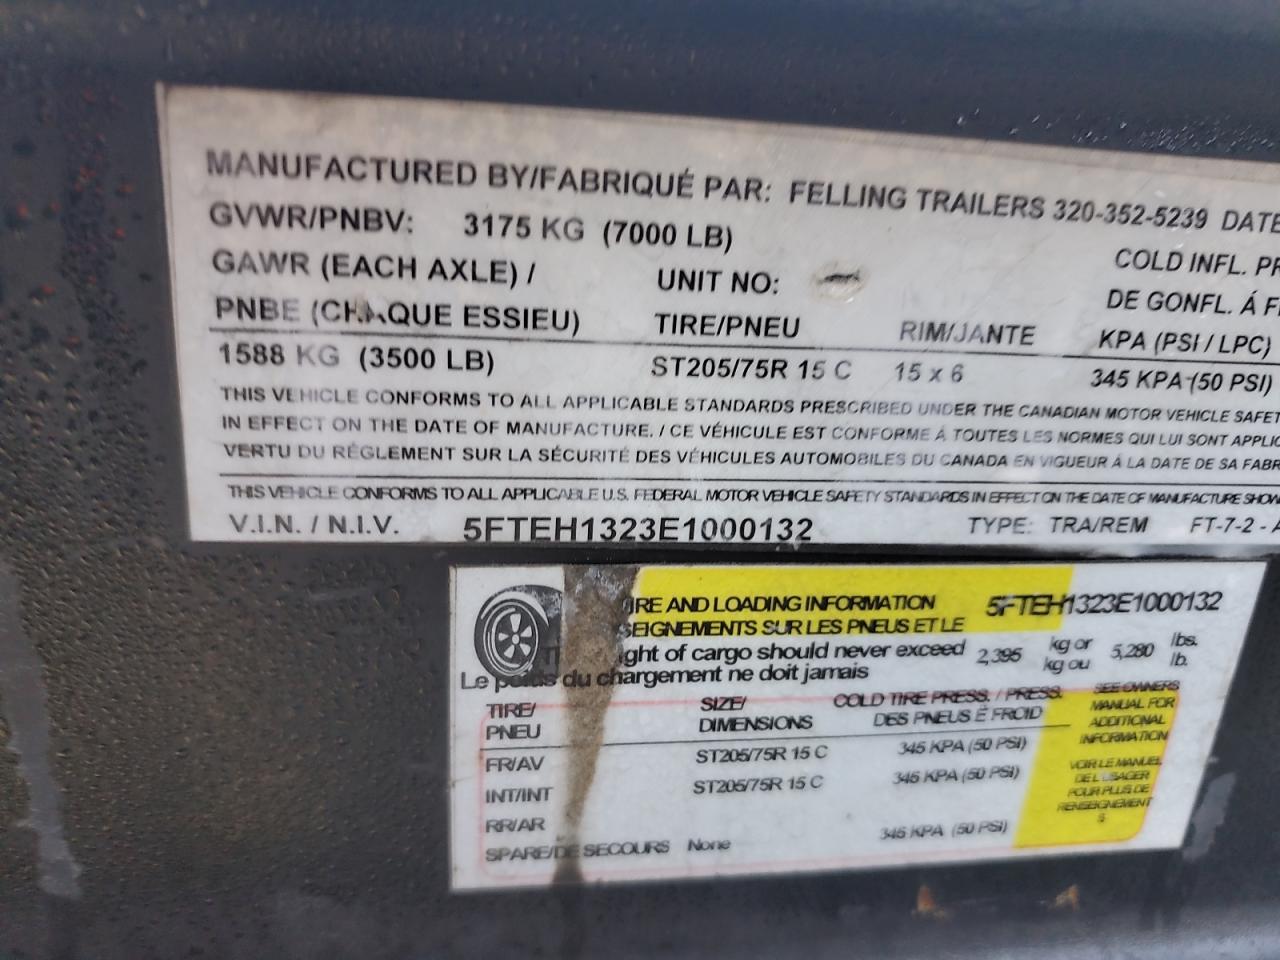 MANUFACTURED BY/FABRIQUÉ PAR: FELLING TRAILERS 320-352-5239 DATE
GVWR/PNBV: 3175 KG (7000 LB)
COLD INFL. PR
GAWR (EACH AXLE) / UNIT NO:
DE GONFL. Á F
PNBE (CHAQUE ESSIEU) TIRE/PNEU RIM/JANTE KPA (PSI / LPC)
1588 KG (3500 LB) ST205/75R 15 C 15 x 6 345 KPA (50 PSI)
THIS VEHICLE CONFORMS TO ALL APPLICABLE STANDARDS PRESCRIBED UNDER THE CANADIAN MOTOR VEHICLE SAFET
IN EFFECT ON THE DATE OF MANUFACTURE. / CE VÉHICULE EST CONFORME Á TOUTES LES NORMES QUI LUI SONT APPLIC
VERTU DU RÉGLEMENT SUR LA SÉCURITÉ DES VÉHICULES AUTOMOBILES DU CANADA EN VIGUEUR Á LA DATE DE SA FABR
THIS VEHICLE CONFORMS TO ALL APPLICABLE U.S. FEDERAL MOTOR VEHICLE SAFETY STANDARDS IN EFFECT ON THE DATE OF MANUFACTURE SHOW
V.I.N. / N.I.V. 5FTEH1323E1000132 TYPE: TRA/REM FT-7-2 - A
IRE AND LOADING INFORMATION 5FTEH1323E1000132
SEIGNEMENTS SUR LES PNEUS ET LE
ght of cargo should never exceed 2,395 kg or 5,280 lbs.
Le poids du chargement ne doit jamais kg ou lb.
TIRE/ SIZE/ COLD TIRE PRESS. / PRESS.
PNEU DIMENSIONS DES PNEUS É FROID
FR/AV ST205/75R 15 C 345 KPA (50 PSI)
INT/INT ST205/75R 15 C 345 KPA (50 PSI)
RR/AR 345 KPA (50 PSI)
SPARE/DE SECOURS None
SEE OWNERS
MANUAL FOR
ADDITIONAL
INFORMATION
VOIR LE MANUEL
DE L'USAGER
POUR PLUS DE
RENSEIGNEMENT
S